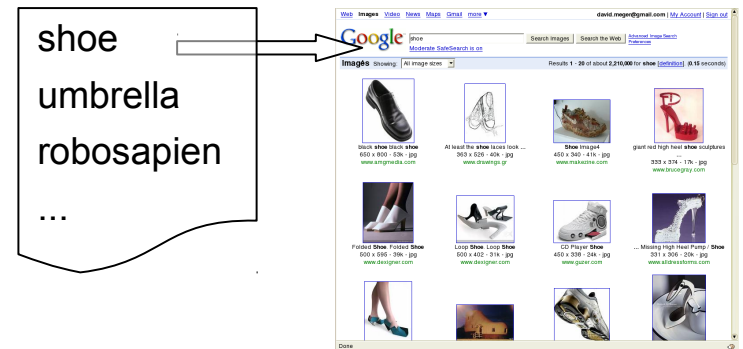 shoe
umbrella
robosapien
...
Web Images Video News Maps Gmail more ▼
david.meger@gmail.com | My Account | Sign out
Google
shoe
Search Images
Search the Web
Advanced Image Search
Preferences
Moderate SafeSearch is on
Images Showing: All image sizes
Results 1 - 20 of about 2,210,000 for shoe [definition]. (0.15 seconds)
black shoe black shoe
650 x 800 - 53k - jpg
www.amgmedia.com
At least the shoe laces look ...
363 x 526 - 40k - jpg
www.drawings.gr
Shoe Image4
450 x 340 - 41k - jpg
www.makezine.com
giant red high heel shoe sculptures
...
333 x 374 - 17k - jpg
www.brucegray.com
Folded Shoe. Folded Shoe
500 x 595 - 39k - jpg
www.dexigner.com
Loop Shoe. Loop Shoe
500 x 402 - 31k - jpg
www.dexigner.com
CD Player Shoe
450 x 338 - 24k - jpg
www.guzer.com
... Missing High Heel Pump / Shoe
331 x 306 - 20k - jpg
www.alldressforms.com
Done